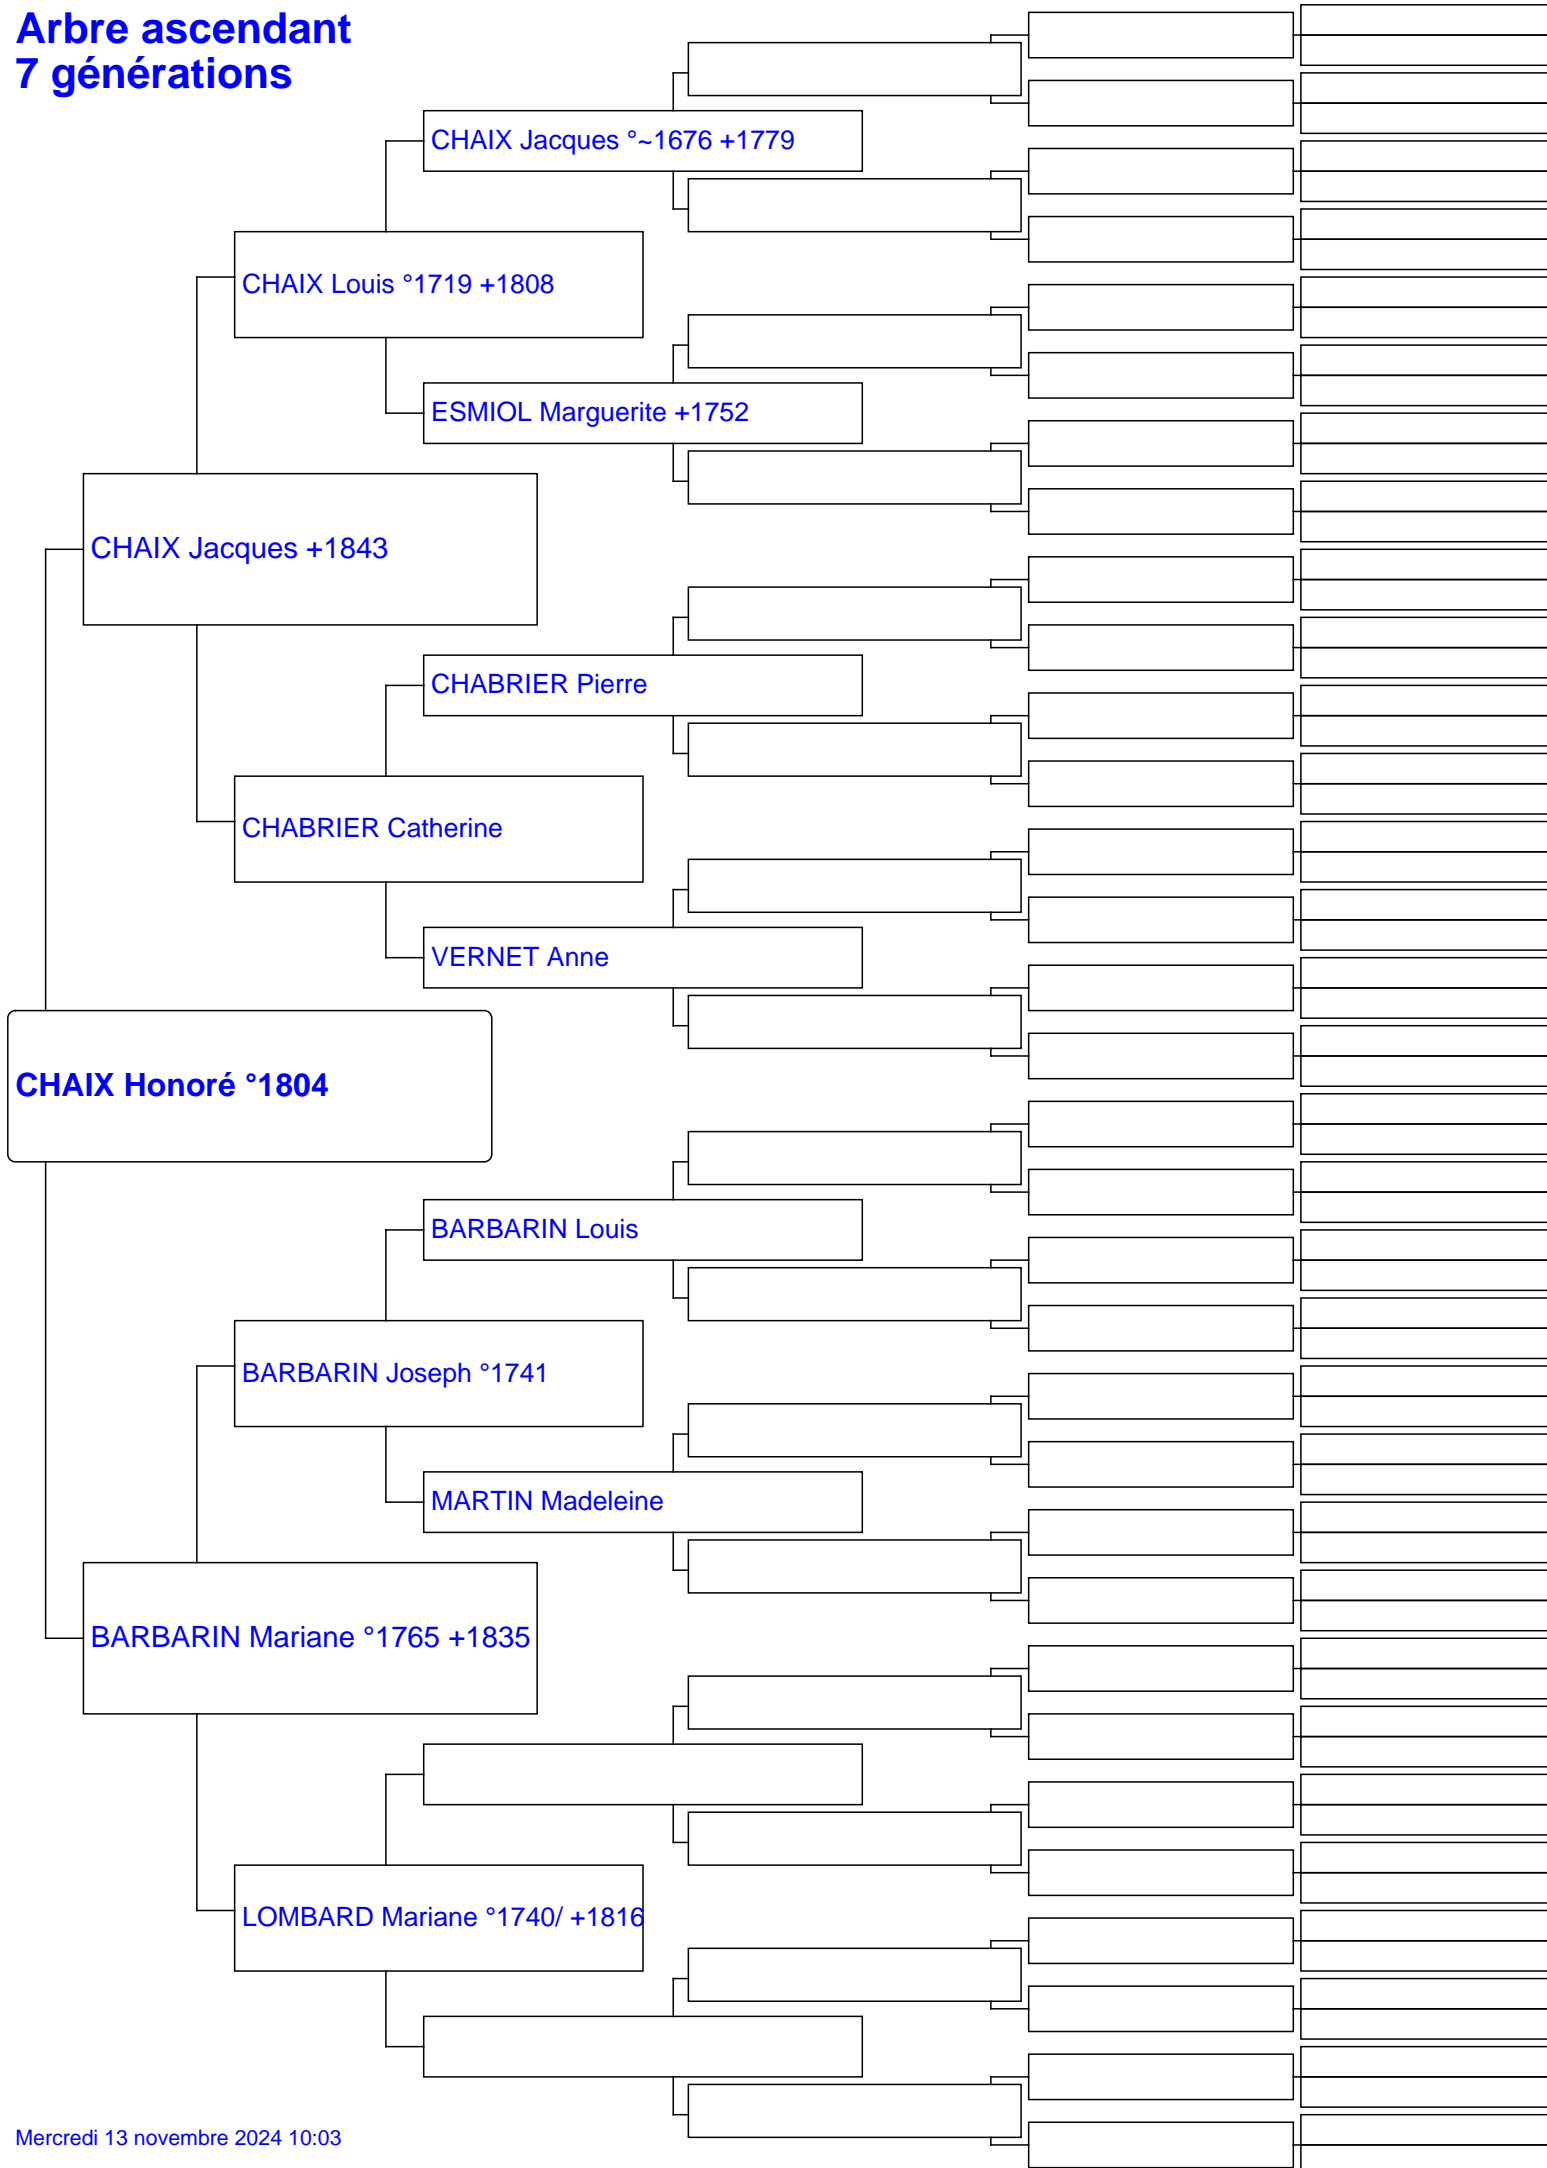 Arbre ascendant
7 générations
CHAIX Jacques °~1676 +1779
CHAIX Louis °1719 +1808
ESMIOL Marguerite +1752
CHAIX Jacques +1843
CHABRIER Pierre
CHABRIER Catherine
VERNET Anne
CHAIX Honoré °1804
BARBARIN Louis
BARBARIN Joseph °1741
MARTIN Madeleine
BARBARIN Mariane °1765 +1835
LOMBARD Mariane °1740/ +1816
Mercredi 13 novembre 2024 10:03